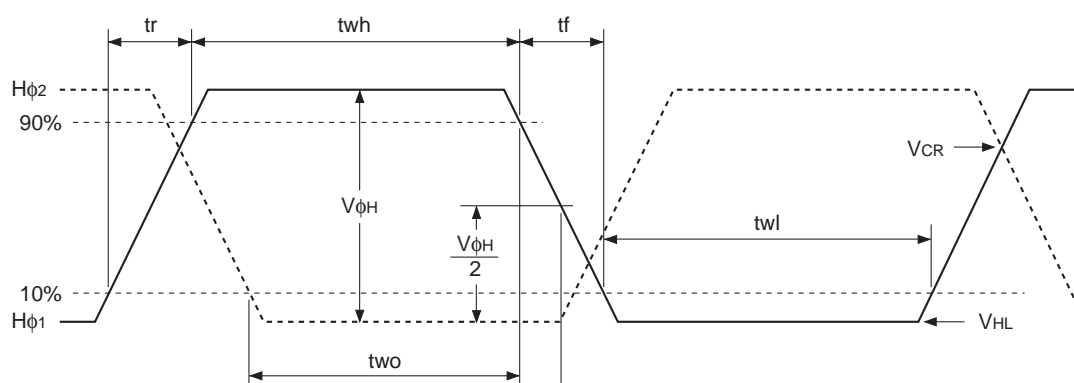 tr twh tf
Hϕ2
90%
VCR
VϕH
twl
VϕH
2
10%
Hϕ1
VHL
two